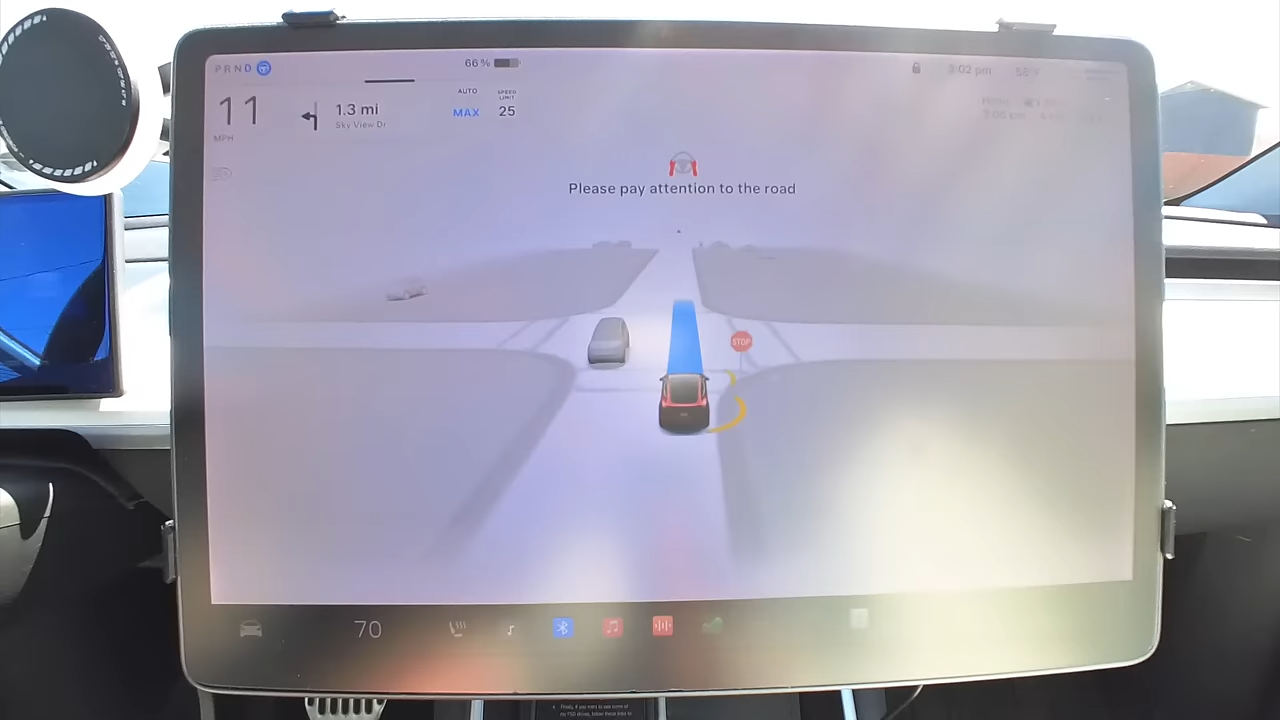 PRND
66%
3:02 pm
58°F
11
MPH
1.3 mi
Sky View Dr
AUTO
MAX
SPEED
LIMIT
25
Please pay attention to the road
STOP
70